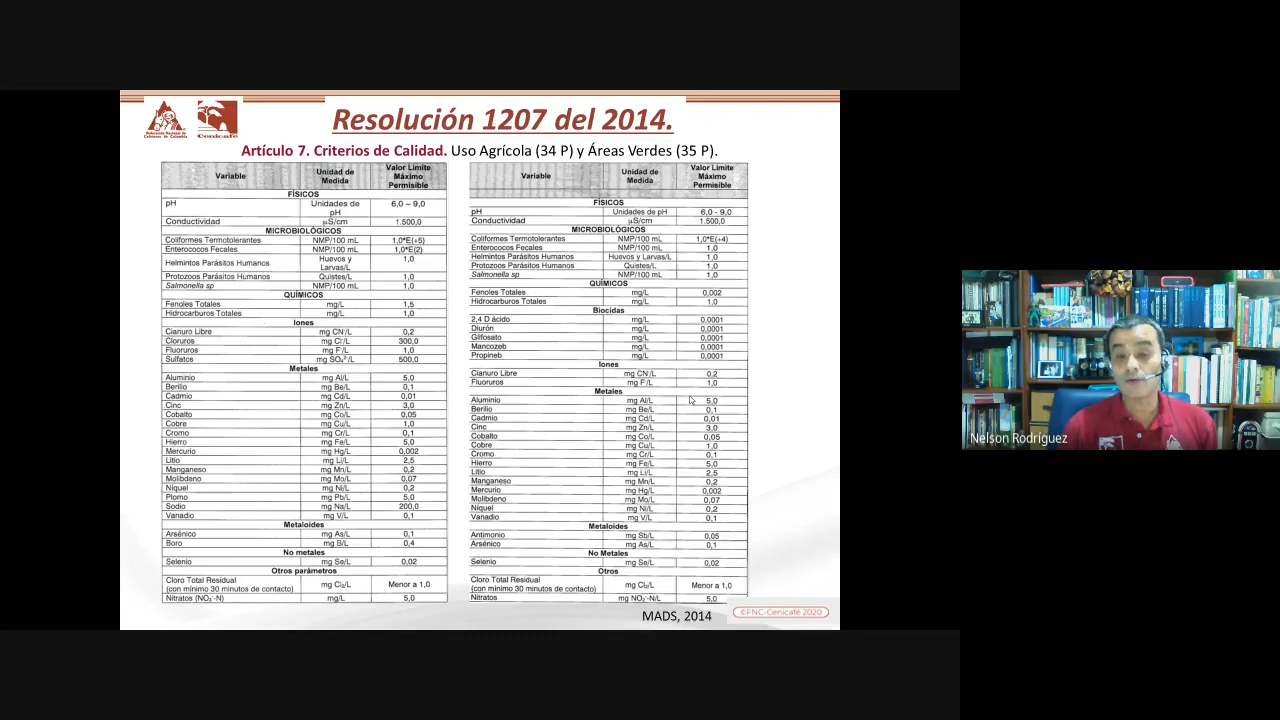 Resolución 1207 del 2014.
Federación Nacional de
Cafeteros de Colombia
Cenicafé
Artículo 7. Criterios de Calidad. Uso Agrícola (34 P) y Áreas Verdes (35 P).
Variable Unidad de Medida Valor Límite Máximo Permisible
FÍSICOS
pH Unidades de pH 6,0 – 9,0
Conductividad µS/cm 1.500,0
MICROBIOLÓGICOS
Coliformes Termotolerantes NMP/100 mL 1,0*E(+5)
Enterococos Fecales NMP/100 mL 1,0*E(2)
Helmintos Parásitos Humanos Huevos y Larvas/L 1,0
Protozoos Parásitos Humanos Quistes/L 1,0
Salmonella sp NMP/100 mL 1,0
QUÍMICOS
Fenoles Totales mg/L 1,5
Hidrocarburos Totales mg/L 1,0
Iones
Cianuro Libre mg CN⁻/L 0,2
Cloruros mg Cl⁻/L 300,0
Fluoruros mg F⁻/L 1,0
Sulfatos mg SO₄²⁻/L 500,0
Metales
Aluminio mg Al/L 5,0
Berilio mg Be/L 0,1
Cadmio mg Cd/L 0,01
Cinc mg Zn/L 3,0
Cobalto mg Co/L 0,05
Cobre mg Cu/L 1,0
Cromo mg Cr/L 0,1
Hierro mg Fe/L 5,0
Mercurio mg Hg/L 0,002
Litio mg Li/L 2,5
Manganeso mg Mn/L 0,2
Molibdeno mg Mo/L 0,07
Níquel mg Ni/L 0,2
Plomo mg Pb/L 5,0
Sodio mg Na/L 200,0
Vanadio mg V/L 0,1
Metaloides
Arsénico mg As/L 0,1
Boro mg B/L 0,4
No metales
Selenio mg Se/L 0,02
Otros parámetros
Cloro Total Residual (con mínimo 30 minutos de contacto) mg Cl₂/L Menor a 1,0
Nitratos (NO₃⁻-N) mg/L 5,0
Variable Unidad de Medida Valor Límite Máximo Permisible
FÍSICOS
pH Unidades de pH 6,0 - 9,0
Conductividad µS/cm 1.500,0
MICROBIOLÓGICOS
Coliformes Termotolerantes NMP/100 mL 1,0*E(+4)
Enterococos Fecales NMP/100 mL 1,0
Helmintos Parásitos Humanos Huevos y Larvas/L 1,0
Protozoos Parásitos Humanos Quistes/L 1,0
Salmonella sp NMP/100 mL 1,0
QUÍMICOS
Fenoles Totales mg/L 0,002
Hidrocarburos Totales mg/L 1,0
Biocidas
2,4 D ácido mg/L 0,0001
Diurón mg/L 0,0001
Glifosato mg/L 0,0001
Mancozeb mg/L 0,0001
Propineb mg/L 0,0001
Iones
Cianuro Libre mg CN⁻/L 0,2
Fluoruros mg F⁻/L 1,0
Metales
Aluminio mg Al/L 5,0
Berilio mg Be/L 0,1
Cadmio mg Cd/L 0,01
Cinc mg Zn/L 3,0
Cobalto mg Co/L 0,05
Cobre mg Cu/L 1,0
Cromo mg Cr/L 0,1
Hierro mg Fe/L 5,0
Litio mg Li/L 2,5
Manganeso mg Mn/L 0,2
Mercurio mg Hg/L 0,002
Molibdeno mg Mo/L 0,07
Níquel mg Ni/L 0,2
Vanadio mg V/L 0,1
Metaloides
Antimonio mg Sb/L 0,05
Arsénico mg As/L 0,1
No Metales
Selenio mg Se/L 0,02
Otros
Cloro Total Residual (con mínimo 30 minutos de contacto) mg Cl₂/L Menor a 1,0
Nitratos mg NO₃⁻-N/L 5,0
MADS, 2014
©FNC-Cenicafé 2020
Nelson Rodríguez